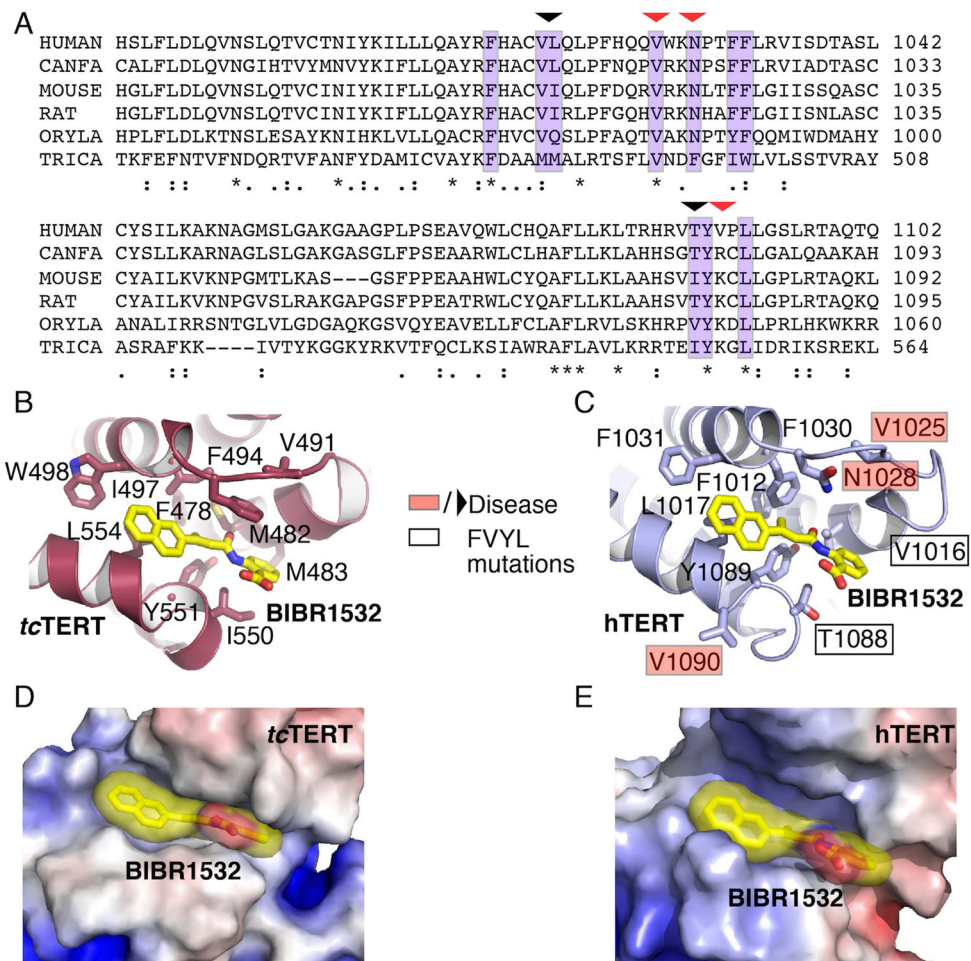 A
HUMAN HSLFLDLQVNSLQTVCTNIYKILLLQAYRFHACVLQLPFHQQVWKNPTFFLRVISDTASL 1042
CANFA CALFLDLQVNGIHTVYMNVYKIFLLQAYRFHACVLQLPFNQPVRKNPSFFLRVIADTASC 1033
MOUSE HGLFLDLQVNSLQTVCINIYKIFLLQAYRFHACVIQLPFDQRVRKNLTFFLGIISSQASC 1035
RAT HGLFLDLQVNSLQTVCINIYKIFLLQAYRFHACVIRLPFGQRVRKNHAFFLGIISNLASC 1035
ORYLA HPLFLDLKTNSLESAYKNIHKLVLLQACRFHVCVQSLPFAQTVAKNPTYFQQMIWDMAHY 1000
TRICA TKFEFNTVFNDQRTVFANFYDAMICVAYKFDAAMMALRTSFLVNDFGFIWLVLSSTVRAY 508
: : *. :. *. . : *. *... . * * . . : :
HUMAN CYSILKAKNAGMSLGAKGAAGPLPSEAVQWLCHQAFLLKLTRHRVTYVPLLGSLRTAQTQ 1102
CANFA CYSLLKAKNAGMSLGAKGASGLFPSEAARWLCLHAFLLKLAHHSGTYRCLLGALQAAKAH 1093
MOUSE CYAILKVKNPGMTLKAS---GSFPPEAAHWLCYQAFLLKLAAHSVIYKCLLGPLRTAQKL 1092
RAT CYAILKVKNPGVSLRAKGAPGSFPPEATRWLCYQAFLLKLAAHSVTYKCLLGPLRTAQKQ 1095
ORYLA ANALIRRSNTGLVLGDGAQKGSVQYEAVELLFCLAFLRVLSKHRPVYKDLLPRLHKWKRR 1060
TRICA ASRAFKK----IVTYKGGKYRKVTFQCLKSIAWRAFLAVLKRRTEIYKGLIDRIKSREKL 564
. :: : . : : *** * : * * :: :
B
V491
F494
W498
I497
F478
L554
M482
M483
Y551
I550
BIBR1532
tcTERT
/ Disease
FVYL
mutations
C
F1030
V1025
F1031
N1028
F1012
L1017
V1016
Y1089
BIBR1532
hTERT
T1088
V1090
D
tcTERT
BIBR1532
E
hTERT
BIBR1532